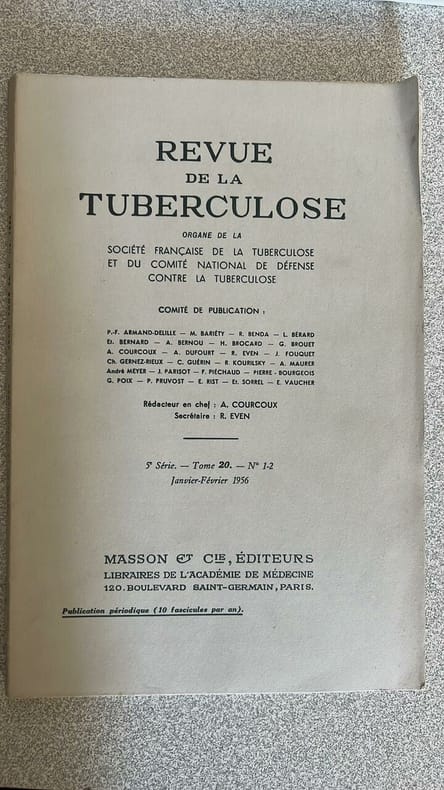 REVUE
DE LA
TUBERCULOSE
ORGANE DE LA
SOCIÉTÉ FRANÇAISE DE LA TUBERCULOSE
ET DU COMITÉ NATIONAL DE DÉFENSE
CONTRE LA TUBERCULOSE
COMITÉ DE PUBLICATION :
P.-F. ARMAND-DELILLE — M. BARIÉTY — R. BENDA — L. BÉRARD
Et. BERNARD — A. BERNOU — H. BROCARD — G. BROUET
A. COURCOUX — A. DUFOURT — R. EVEN — J. FOUQUET
Ch. GERNEZ-RIEUX — C. GUÉRIN — R. KOURILSKY — A. MAURER
André MEYER — J. PARISOT — F. PIÉCHAUD — PIERRE-BOURGEOIS
G. POIX — P. PRUVOST — E. RIST — Et. SORREL — E. VAUCHER
Rédacteur en chef : A. COURCOUX
Secrétaire : R. EVEN
5e Série. — Tome 20. — N° 1-2
Janvier-Février 1956
MASSON ET CIE, ÉDITEURS
LIBRAIRES DE L'ACADÉMIE DE MÉDECINE
120. BOULEVARD SAINT-GERMAIN, PARIS.
Publication périodique (10 fascicules par an).